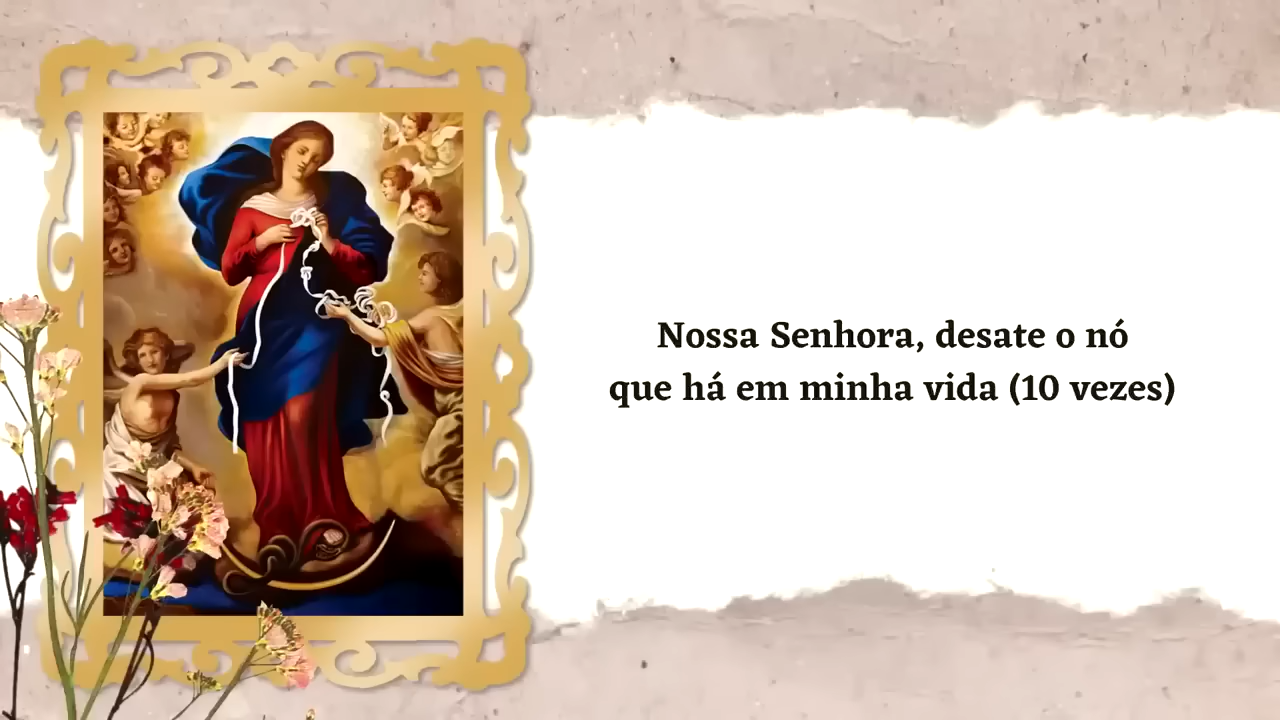 Nossa Senhora, desate o nó
que há em minha vida (10 vezes)